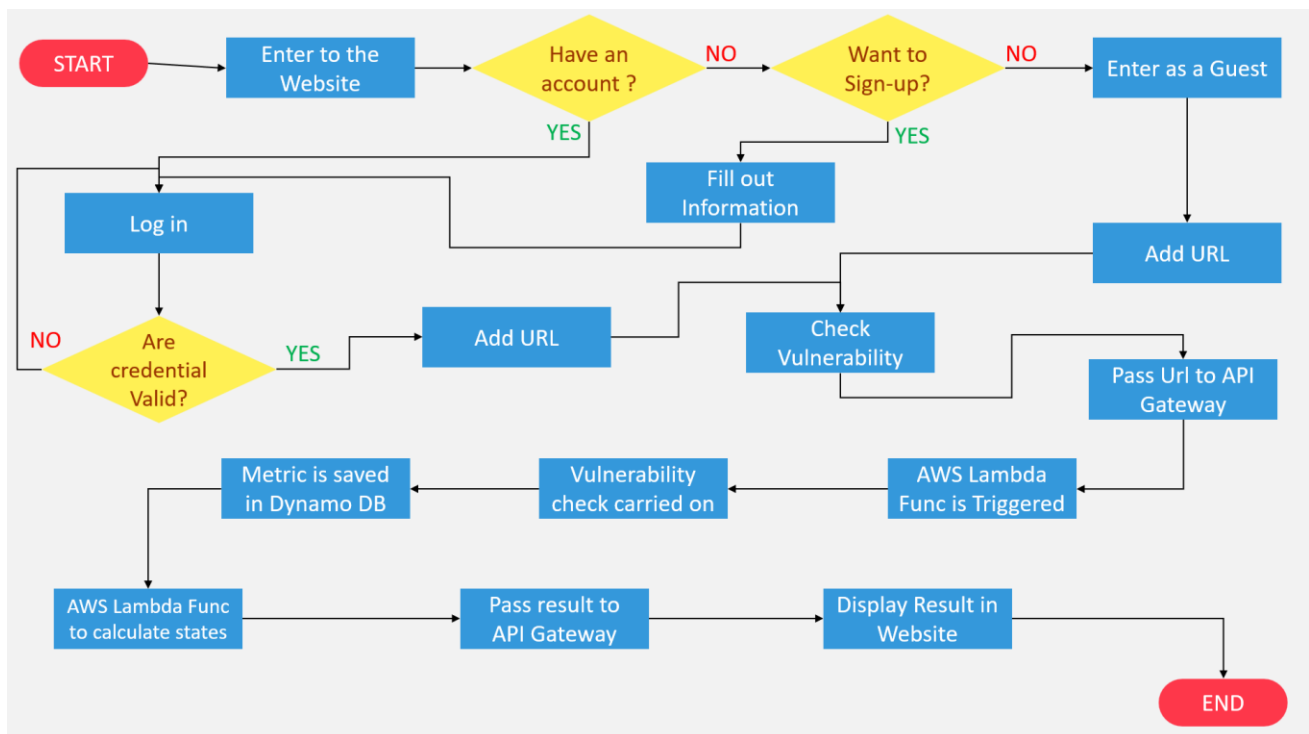 START
Enter to the
Website
Have an
account ?
NO
Want to
Sign-up?
NO
Enter as a Guest
YES
YES
Fill out
Information
Log in
Add URL
Are
credential
Valid?
NO
YES
Add URL
Check
Vulnerability
Pass Url to API
Gateway
AWS Lambda
Func is Triggered
Vulnerability
check carried on
Metric is saved
in Dynamo DB
AWS Lambda Func
to calculate states
Pass result to
API Gateway
Display Result in
Website
END